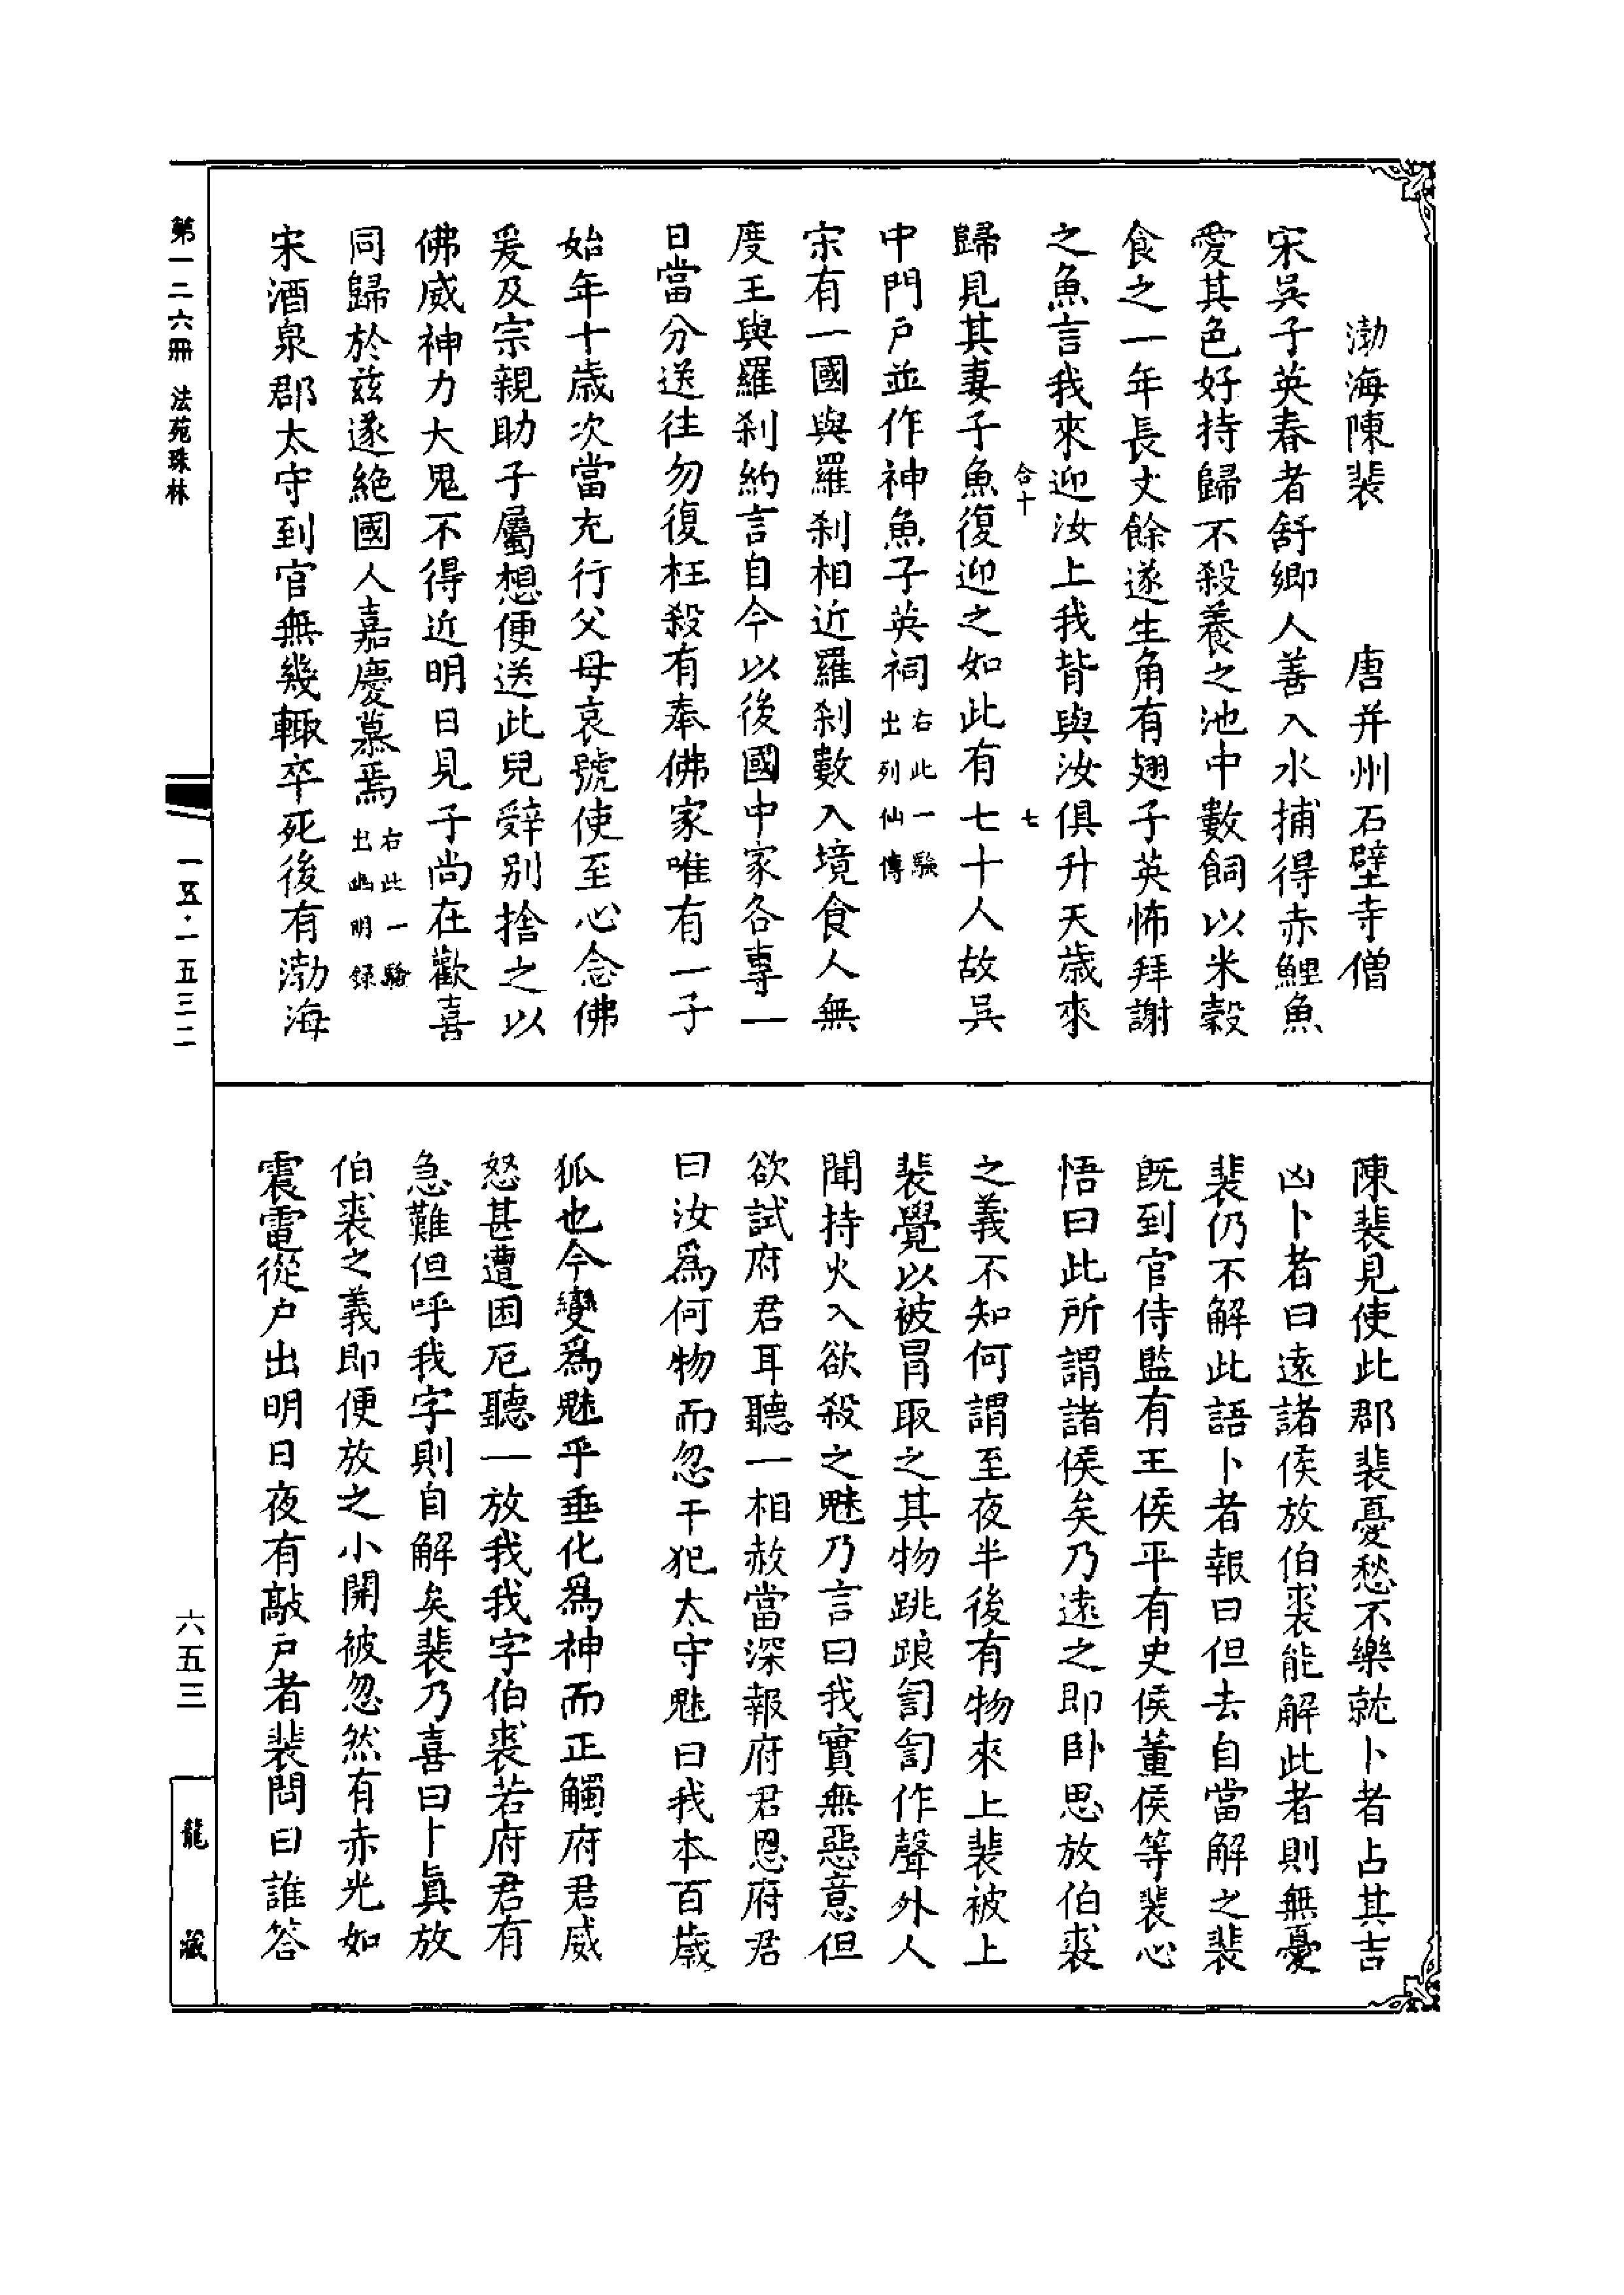 渤海陳裴 唐并州石壁寺僧
宋吳子英春者舒鄉人善入水捕得赤鯉魚
愛其色好持歸不殺養之池中數飼以米穀
食之一年長丈餘遂生角有翅子英怖拜謝
之魚言我來迎汝上我背與汝俱升天歲來
合十 七
歸見其妻子魚復迎之如此有七十人故吳
中門戶並作神魚子英祠右此一驗出列仙傳
宗有一國與羅剎相近羅剎數入境食人無
度王與羅剎約言自今以後國中家各專一
日當分送往勿復枉殺有奉佛家唯有一子
始年十歲次當充行父母哀號使至心念佛
爰及宗親助子屬想便送此兒辭別捨之以
佛威神力大鬼不得近明日見子尚在歡喜
同歸於茲遂絕國人嘉慶慕焉右此一驗出幽明錄
宋酒泉郡太守到官無幾輙卒死後有渤海
陳裴見使此郡裴憂愁不樂就卜者占其吉
凶卜者曰遠諸侯放伯裘能解此者則無憂
裴仍不解此語卜者報曰但去自當解之裴
既到官侍監有王侯平有史侯董侯等裴心
悟曰此所謂諸侯矣乃遠之即臥思放伯裘
之義不知何謂至夜半後有物來上裴被上
裴覺以被冒取之其物跳踉訇訇作聲外人
聞持火入欲殺之魅乃言曰我實無惡意但
欲試府君耳聽一相赦當深報府君恩府君
曰汝爲何物而忽干犯太守魅曰我本百歲
狐也今變爲魅乎垂化爲神而正觸府君威
怒甚遭困厄聽一放我我字伯裘若府君有
急難但呼我字則自解矣裴乃喜曰卜真放
伯裘之義即便放之小開被忽然有赤光如
震電從戶出明日夜有敲戶者裴問曰誰答
第一二六冊 法苑珠林
一五·一五三二
六五三
龍藏